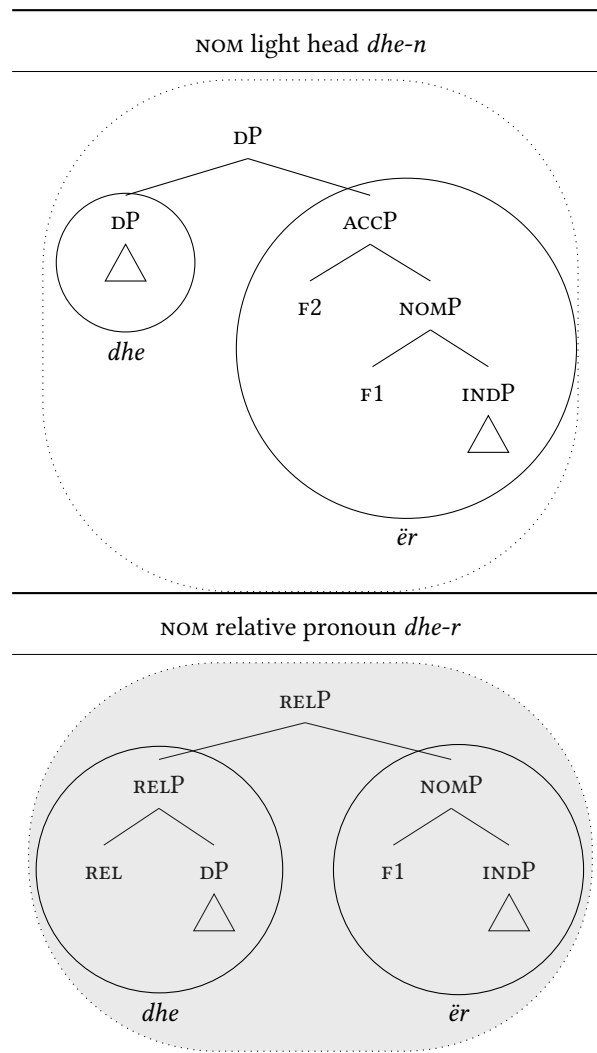 NOM light head dhe-n
DP
DP ACCP
dhe
F2 NOMP
F1 INDP
ër
NOM relative pronoun dhe-r
RELP
RELP NOMP
REL DP F1 INDP
dhe ër